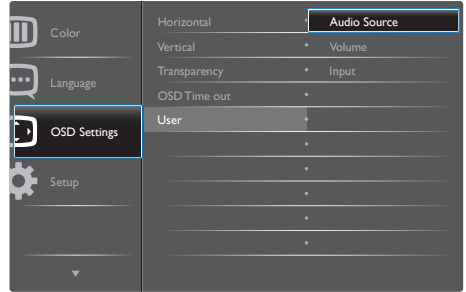 Color
Language
OSD Settings
Setup
Horizontal
Vertical
Transparency
OSD Time out
User
Audio Source
Volume
Input